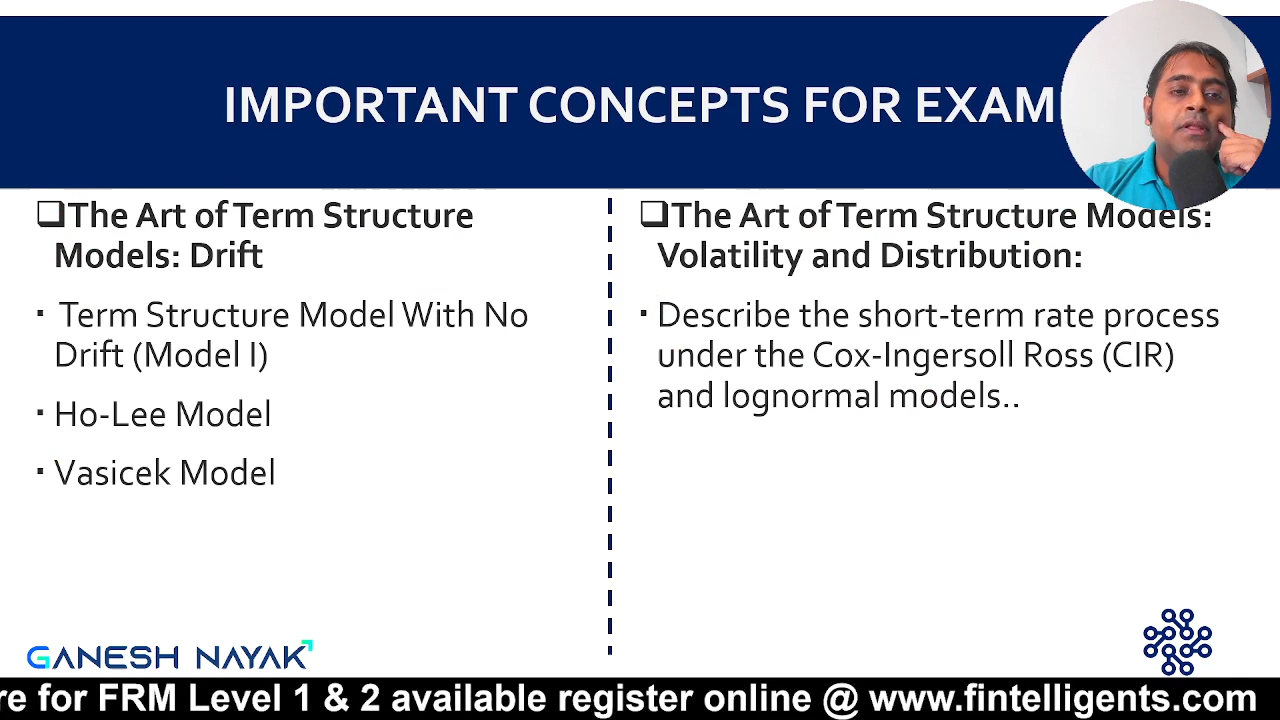 IMPORTANT CONCEPTS FOR EXAM
❑The Art of Term Structure
Models: Drift
▪ Term Structure Model With No
Drift (Model I)
▪ Ho-Lee Model
▪ Vasicek Model
❑The Art of Term Structure Models:
Volatility and Distribution:
▪ Describe the short-term rate process
under the Cox-Ingersoll Ross (CIR)
and lognormal models..
GANESH NAYAK
re for FRM Level 1 & 2 available register online @ www.fintelligents.com